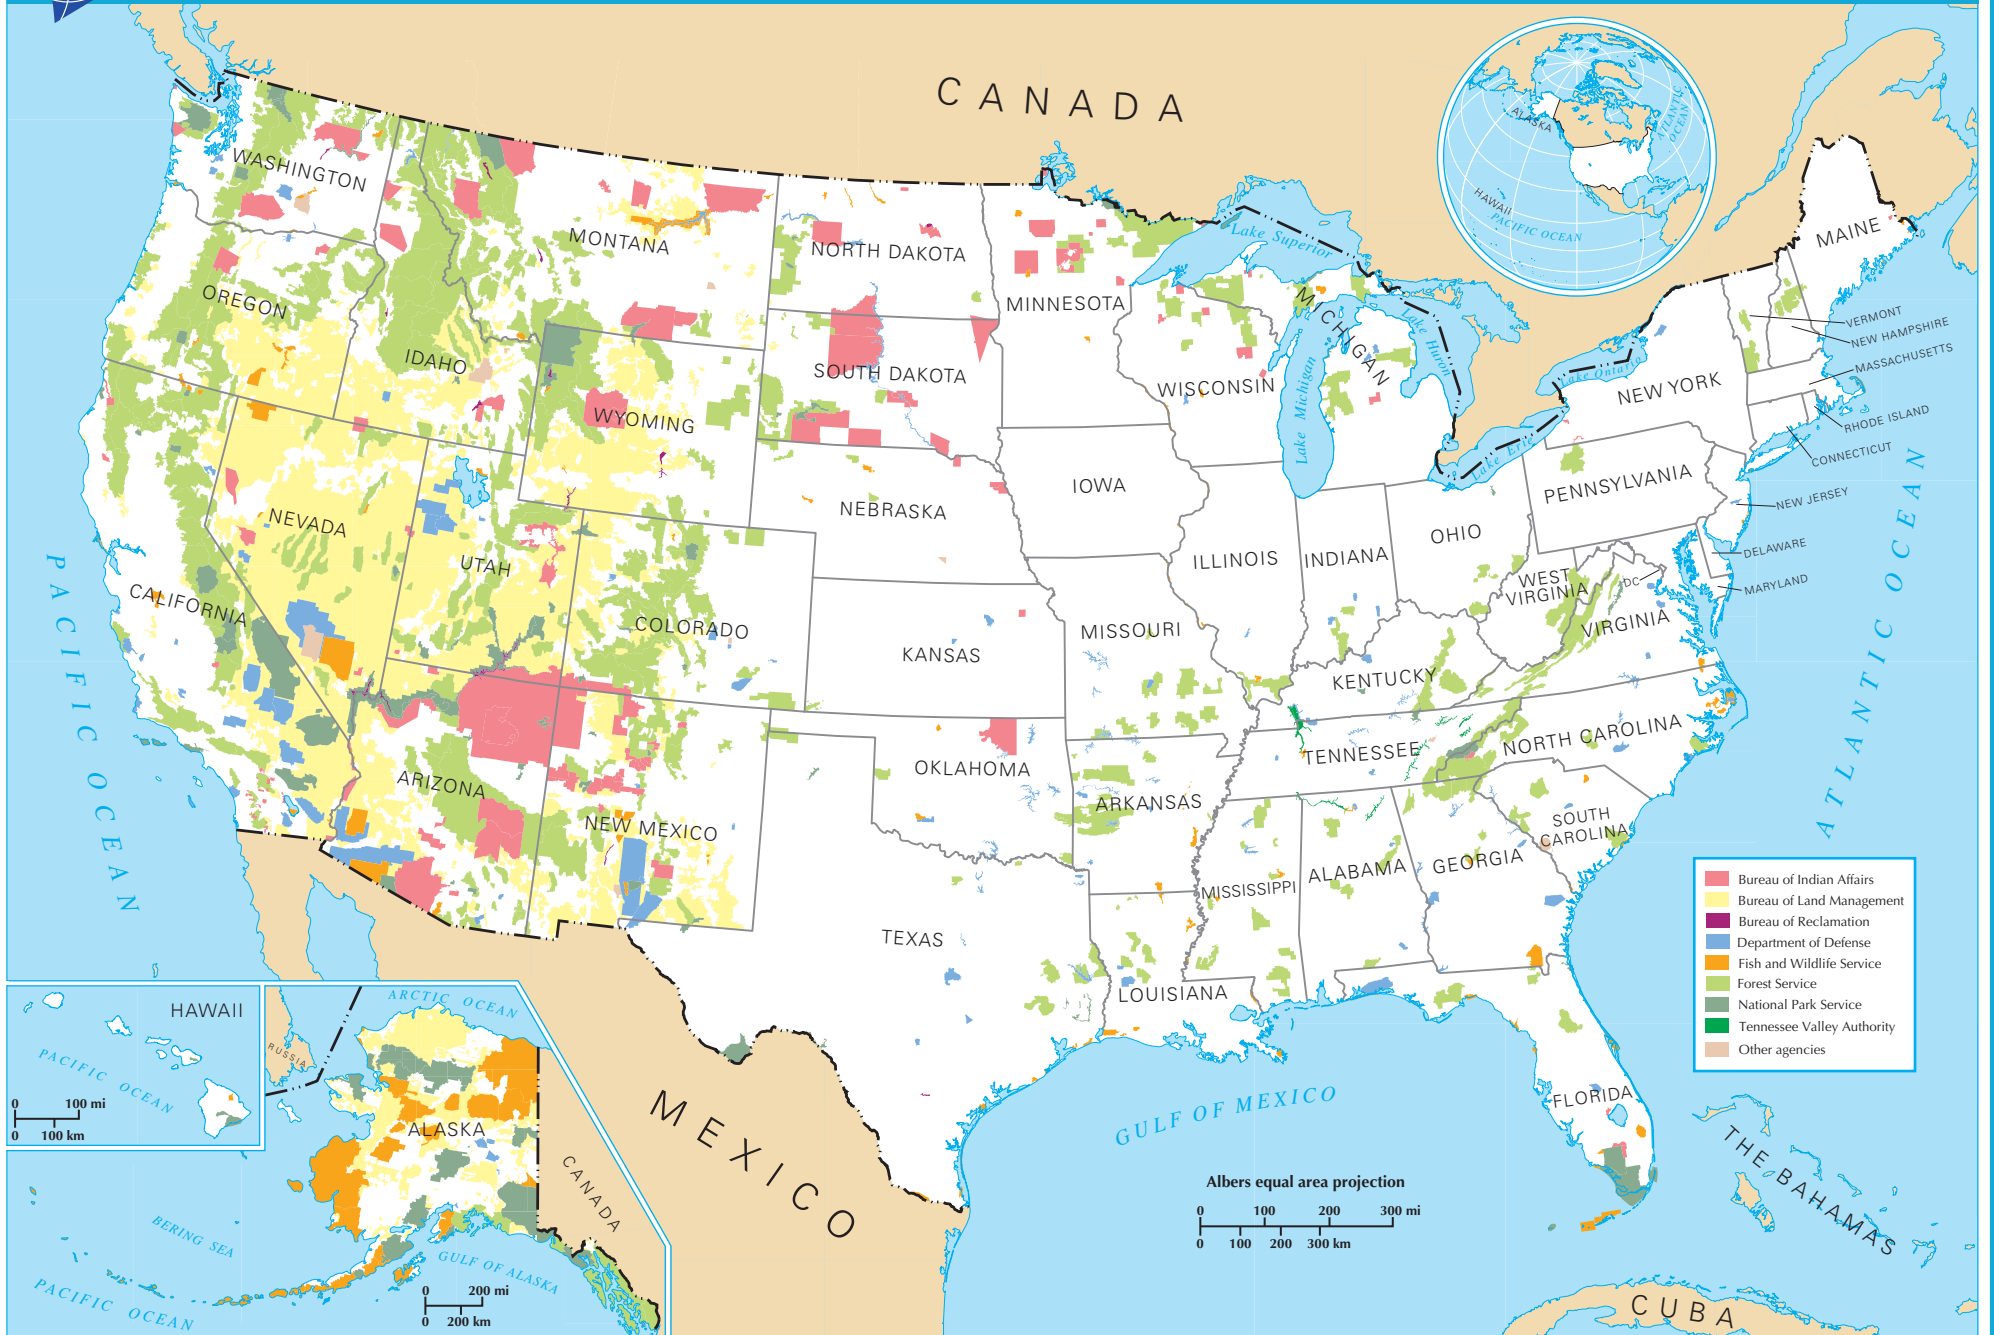 CANADA
ALASKA
ATLANTIC
OCEAN
HAWAII
PACIFIC OCEAN
WASHINGTON
MONTANA
NORTH DAKOTA
MINNESOTA
Lake Superior
MAINE
OREGON
IDAHO
WYOMING
SOUTH DAKOTA
WISCONSIN
MICHIGAN
Lake Michigan
Lake Huron
Lake Ontario
Lake Erie
NEW YORK
VERMONT
NEW HAMPSHIRE
MASSACHUSETTS
RHODE ISLAND
CONNECTICUT
NEW JERSEY
DELAWARE
MARYLAND
DC
PENNSYLVANIA
NEVADA
UTAH
COLORADO
NEBRASKA
IOWA
ILLINOIS
INDIANA
OHIO
WEST
VIRGINIA
VIRGINIA
CALIFORNIA
KANSAS
MISSOURI
KENTUCKY
ARIZONA
NEW MEXICO
OKLAHOMA
ARKANSAS
TENNESSEE
NORTH CAROLINA
SOUTH
CAROLINA
TEXAS
LOUISIANA
MISSISSIPPI
ALABAMA
GEORGIA
FLORIDA
PACIFIC OCEAN
ATLANTIC OCEAN
GULF OF MEXICO
MEXICO
THE BAHAMAS
CUBA
Bureau of Indian Affairs
Bureau of Land Management
Bureau of Reclamation
Department of Defense
Fish and Wildlife Service
Forest Service
National Park Service
Tennessee Valley Authority
Other agencies
HAWAII
PACIFIC OCEAN
0 100 mi
0 100 km
ARCTIC OCEAN
RUSSIA
ALASKA
CANADA
BERING SEA
GULF OF ALASKA
PACIFIC OCEAN
0 200 mi
0 200 km
Albers equal area projection
0 100 200 300 mi
0 100 200 300 km